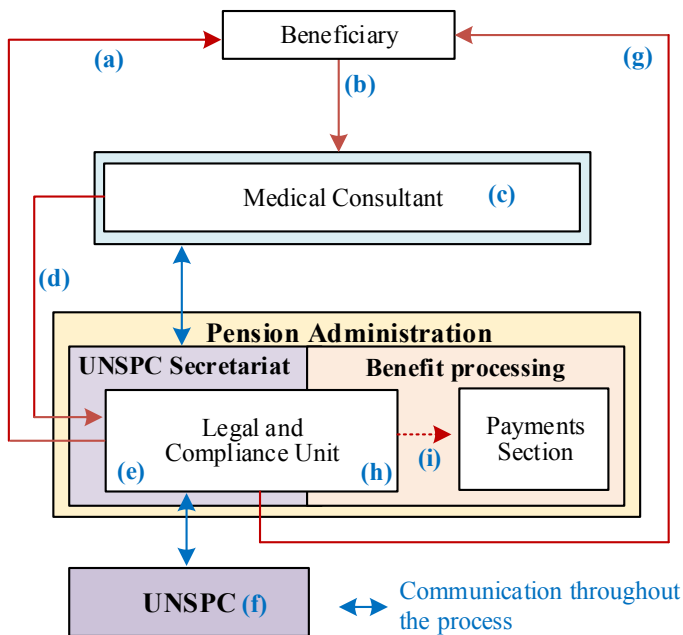 Beneficiary
(a)
(g)
(b)
Medical Consultant (c)
(d)
Pension Administration
UNSPC Secretariat
Benefit processing
Legal and
Compliance Unit
Payments
Section
(e)
(h)
(i)
UNSPC (f)
Communication throughout
the process